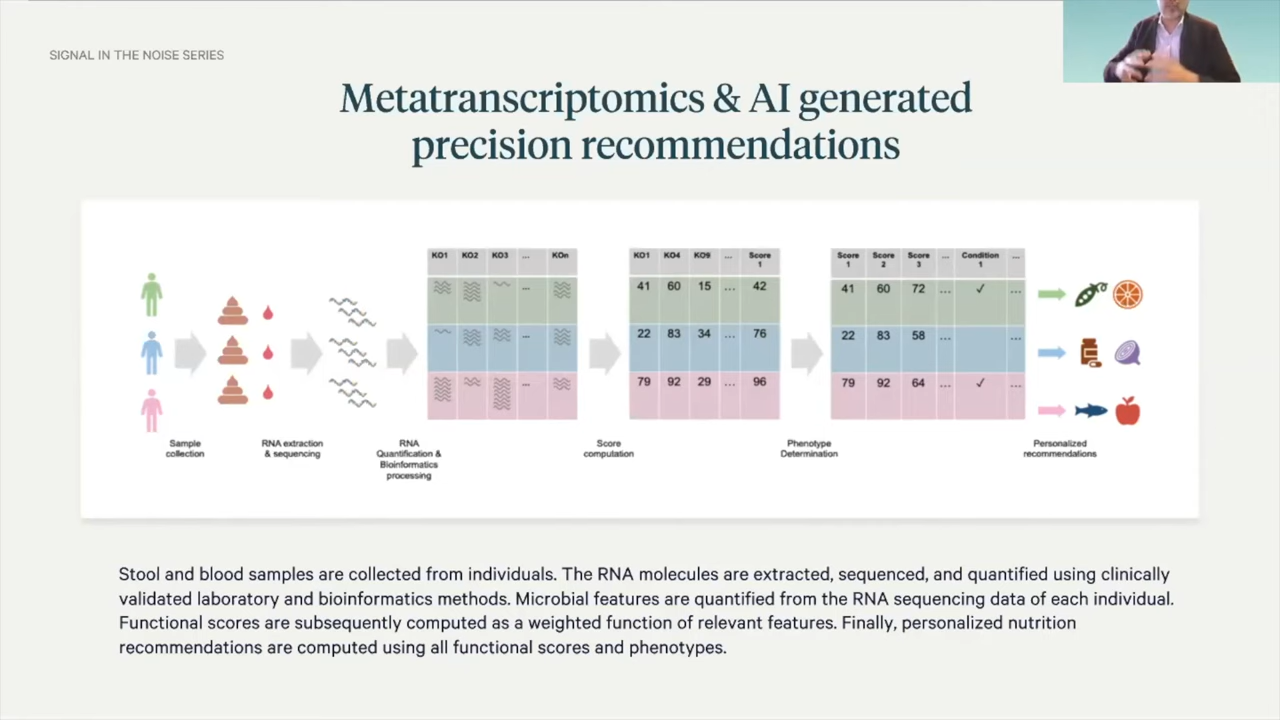 SIGNAL IN THE NOISE SERIES
Metatranscriptomics & AI generated
precision recommendations
KO1 KO2 KO3 ... KOn
...
...
...
KO1 KO4 KO9 ... Score 1
41 60 15 ... 42
22 83 34 ... 76
79 92 29 ... 96
Score 1 Score 2 Score 3 ... Condition 1 ...
41 60 72 ... ✓ ...
22 83 58 ... ...
79 92 64 ... ✓ ...
Sample
collection
RNA extraction
& sequencing
RNA
Quantification &
Bioinformatics
processing
Score
computation
Phenotype
Determination
Personalized
recommendations
Stool and blood samples are collected from individuals. The RNA molecules are extracted, sequenced, and quantified using clinically
validated laboratory and bioinformatics methods. Microbial features are quantified from the RNA sequencing data of each individual.
Functional scores are subsequently computed as a weighted function of relevant features. Finally, personalized nutrition
recommendations are computed using all functional scores and phenotypes.